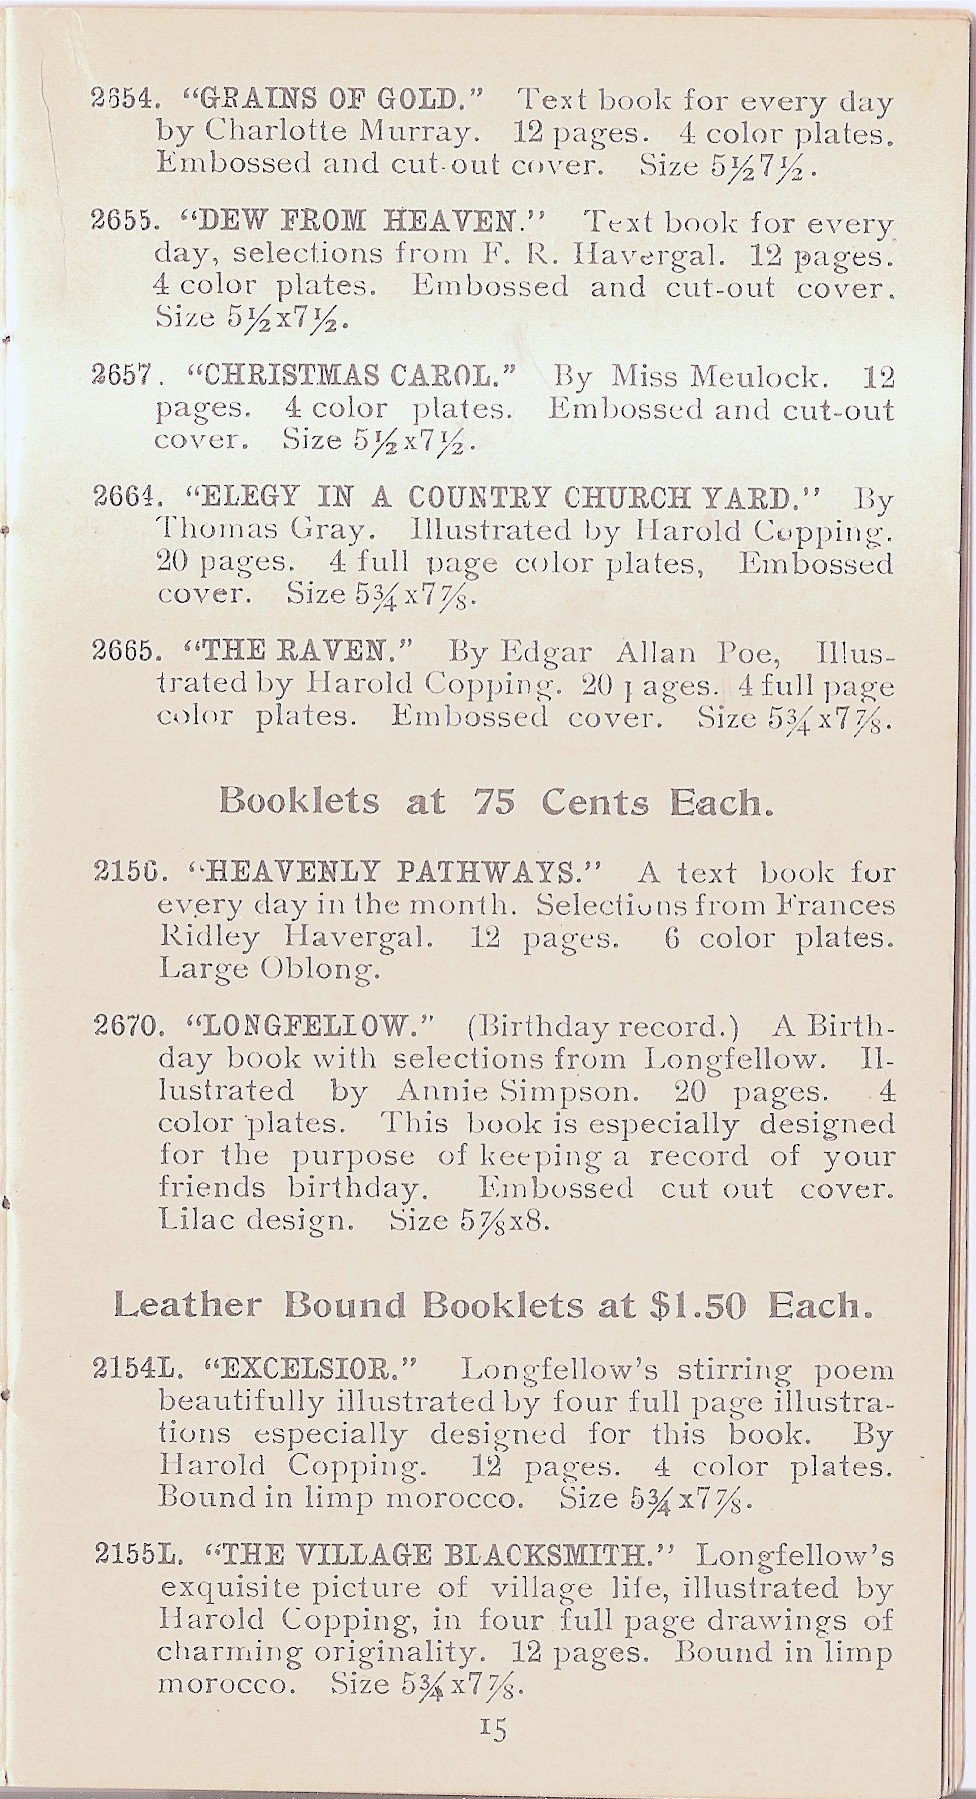 2654. “GRAINS OF GOLD.” Text book for every day
by Charlotte Murray. 12 pages. 4 color plates.
Embossed and cut-out cover. Size 5½7½.
2655. “DEW FROM HEAVEN.” Text book for every
day, selections from F. R. Havergal. 12 pages.
4 color plates. Embossed and cut-out cover.
Size 5½x7½.
2657. “CHRISTMAS CAROL.” By Miss Meulock. 12
pages. 4 color plates. Embossed and cut-out
cover. Size 5½x7½.
2664. “ELEGY IN A COUNTRY CHURCH YARD.” By
Thomas Gray. Illustrated by Harold Copping.
20 pages. 4 full page color plates, Embossed
cover. Size 5¾x7⅞.
2665. “THE RAVEN.” By Edgar Allan Poe, Illus-
trated by Harold Copping. 20 pages. 4 full page
color plates. Embossed cover. Size 5¾x7⅞.
Booklets at 75 Cents Each.
2156. “HEAVENLY PATHWAYS.” A text book for
every day in the month. Selections from Frances
Ridley Havergal. 12 pages. 6 color plates.
Large Oblong.
2670. “LONGFELLOW.” (Birthday record.) A Birth-
day book with selections from Longfellow. Il-
lustrated by Annie Simpson. 20 pages. 4
color plates. This book is especially designed
for the purpose of keeping a record of your
friends birthday. Embossed cut out cover.
Lilac design. Size 5⅞x8.
Leather Bound Booklets at $1.50 Each.
2154L. “EXCELSIOR.” Longfellow’s stirring poem
beautifully illustrated by four full page illustra-
tions especially designed for this book. By
Harold Copping. 12 pages. 4 color plates.
Bound in limp morocco. Size 5¾x7⅞.
2155L. “THE VILLAGE BLACKSMITH.” Longfellow’s
exquisite picture of village life, illustrated by
Harold Copping, in four full page drawings of
charming originality. 12 pages. Bound in limp
morocco. Size 5¾x7⅞.
15